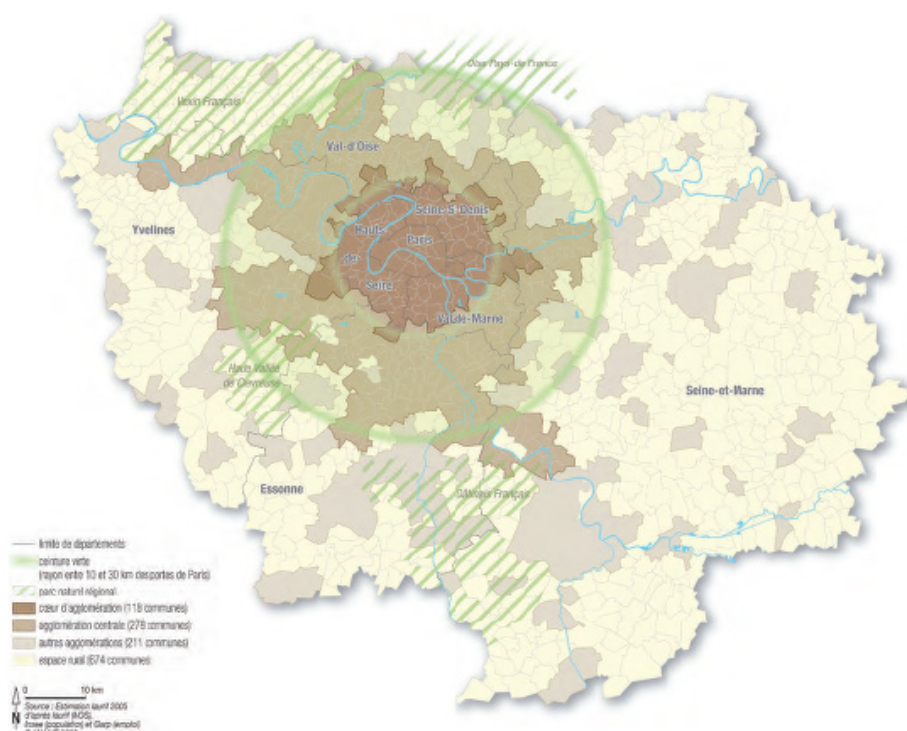 Oise Pays-de France
Vexin Français
Val-d'Oise
Seine-St-Denis
Yvelines
Hauts-
Paris
-de-
Seine
Val-de-Marne
Haute Vallée
de Chevreuse
Seine-et-Marne
Essonne
Gâtinais Français
limite de départements
ceinture verte
(rayon entre 10 et 30 km des portes de Paris)
parc naturel régional
cœur d'agglomération (118 communes)
agglomération centrale (278 communes)
autres agglomérations (211 communes)
espace rural (674 communes)
0 10 km
N
Source : Estimation Iaurif 2005
d'après Iaurif (MOS),
Insee (population) et Garp (emploi)